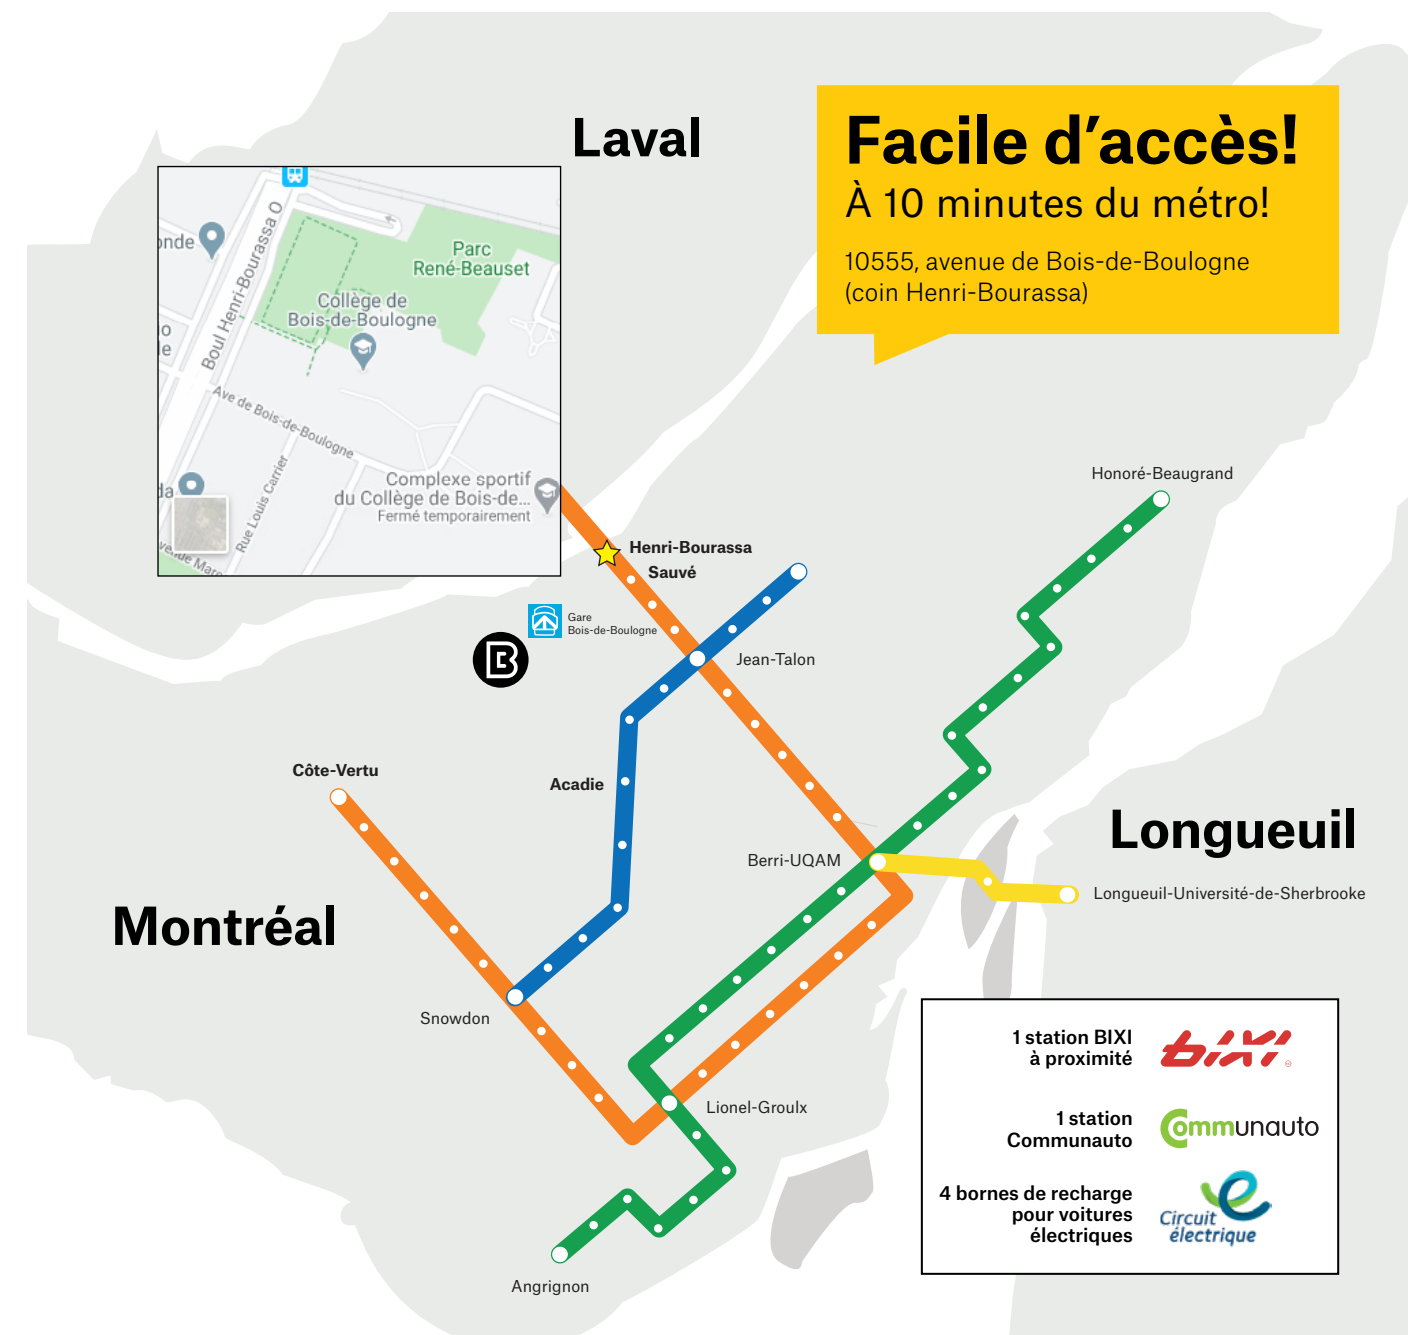 Laval
Facile d'accès!
À 10 minutes du métro!
10555, avenue de Bois-de-Boulogne
(coin Henri-Bourassa)
Boul Henri-Bourassa O
Parc
René-Beauset
Collège de
Bois-de-Boulogne
Ave de Bois-de-Boulogne
Rue Louis Carrier
Complexe sportif
du Collège de Bois-de...
Fermé temporairement
Honoré-Beaugrand
Henri-Bourassa
Sauvé
Gare
Bois-de-Boulogne
B
Jean-Talon
Côte-Vertu
Acadie
Longueuil
Berri-UQAM
Longueuil-Université-de-Sherbrooke
Montréal
Snowdon
Lionel-Groulx
Angrignon
1 station BIXI
à proximité
bixi
1 station
Communauto
Communauto
4 bornes de recharge
pour voitures
électriques
Circuit
électrique